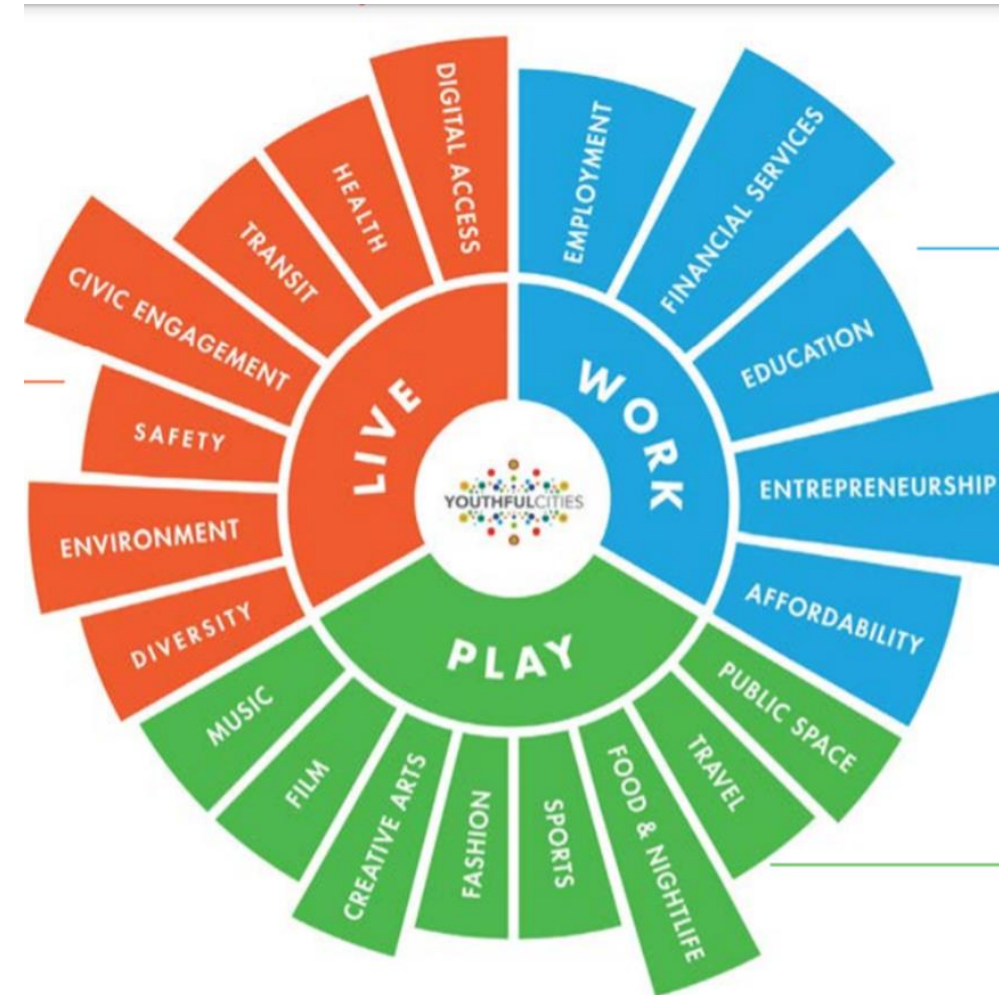 DIGITAL ACCESS
HEALTH
TRANSIT
CIVIC ENGAGEMENT
SAFETY
ENVIRONMENT
DIVERSITY
LIVE
EMPLOYMENT
FINANCIAL SERVICES
EDUCATION
ENTREPRENEURSHIP
AFFORDABILITY
WORK
YOUTHFULCITIES
PLAY
MUSIC
FILM
CREATIVE ARTS
FASHION
SPORTS
FOOD & NIGHTLIFE
TRAVEL
PUBLIC SPACE